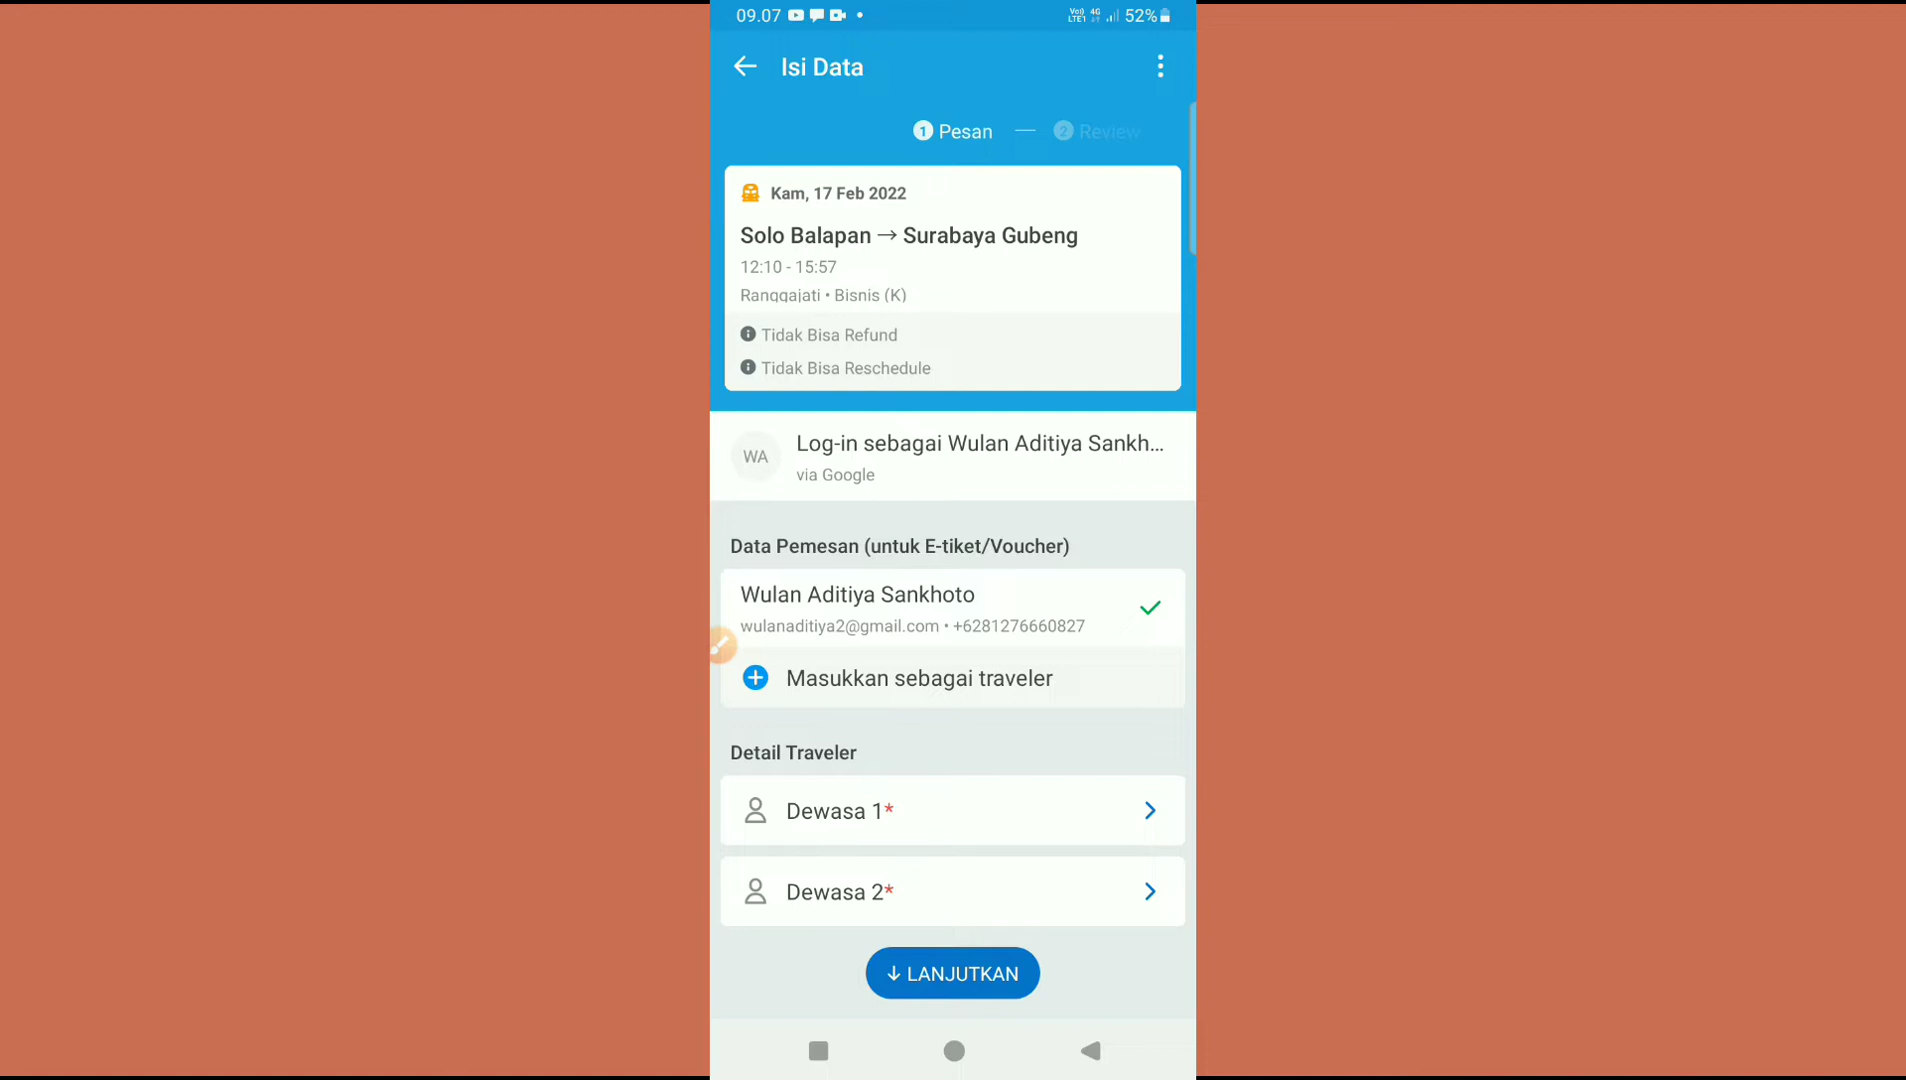 09.07 VoLTE1 4G 52%
Isi Data
1 Pesan — 2 Review
Kam, 17 Feb 2022
Solo Balapan → Surabaya Gubeng
12:10 - 15:57
Ranggajati • Bisnis (K)
Tidak Bisa Refund
Tidak Bisa Reschedule
WA
Log-in sebagai Wulan Aditiya Sankh...
via Google
Data Pemesan (untuk E-tiket/Voucher)
Wulan Aditiya Sankhoto
wulanaditiya2@gmail.com • +6281276660827
Masukkan sebagai traveler
Detail Traveler
Dewasa 1*
Dewasa 2*
↓ LANJUTKAN